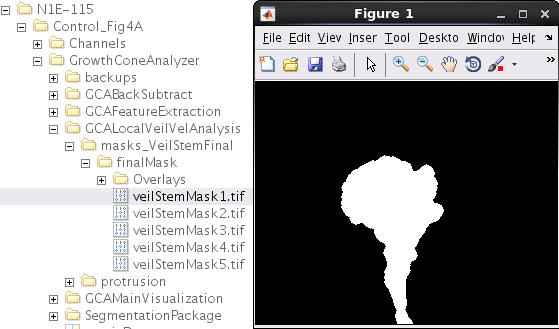 N1E-115
Control_Fig4A
Channels
GrowthConeAnalyzer
backups
GCABackSubtract
GCAFeatureExtraction
GCALocalVeilVelAnalysis
masks_VeilStemFinal
finalMask
Overlays
veilStemMask1.tif
veilStemMask2.tif
veilStemMask3.tif
veilStemMask4.tif
veilStemMask5.tif
protrusion
GCAMainVisualization
SegmentationPackage
Figure 1
File Edit View Inser Tool Deskto Windo Help